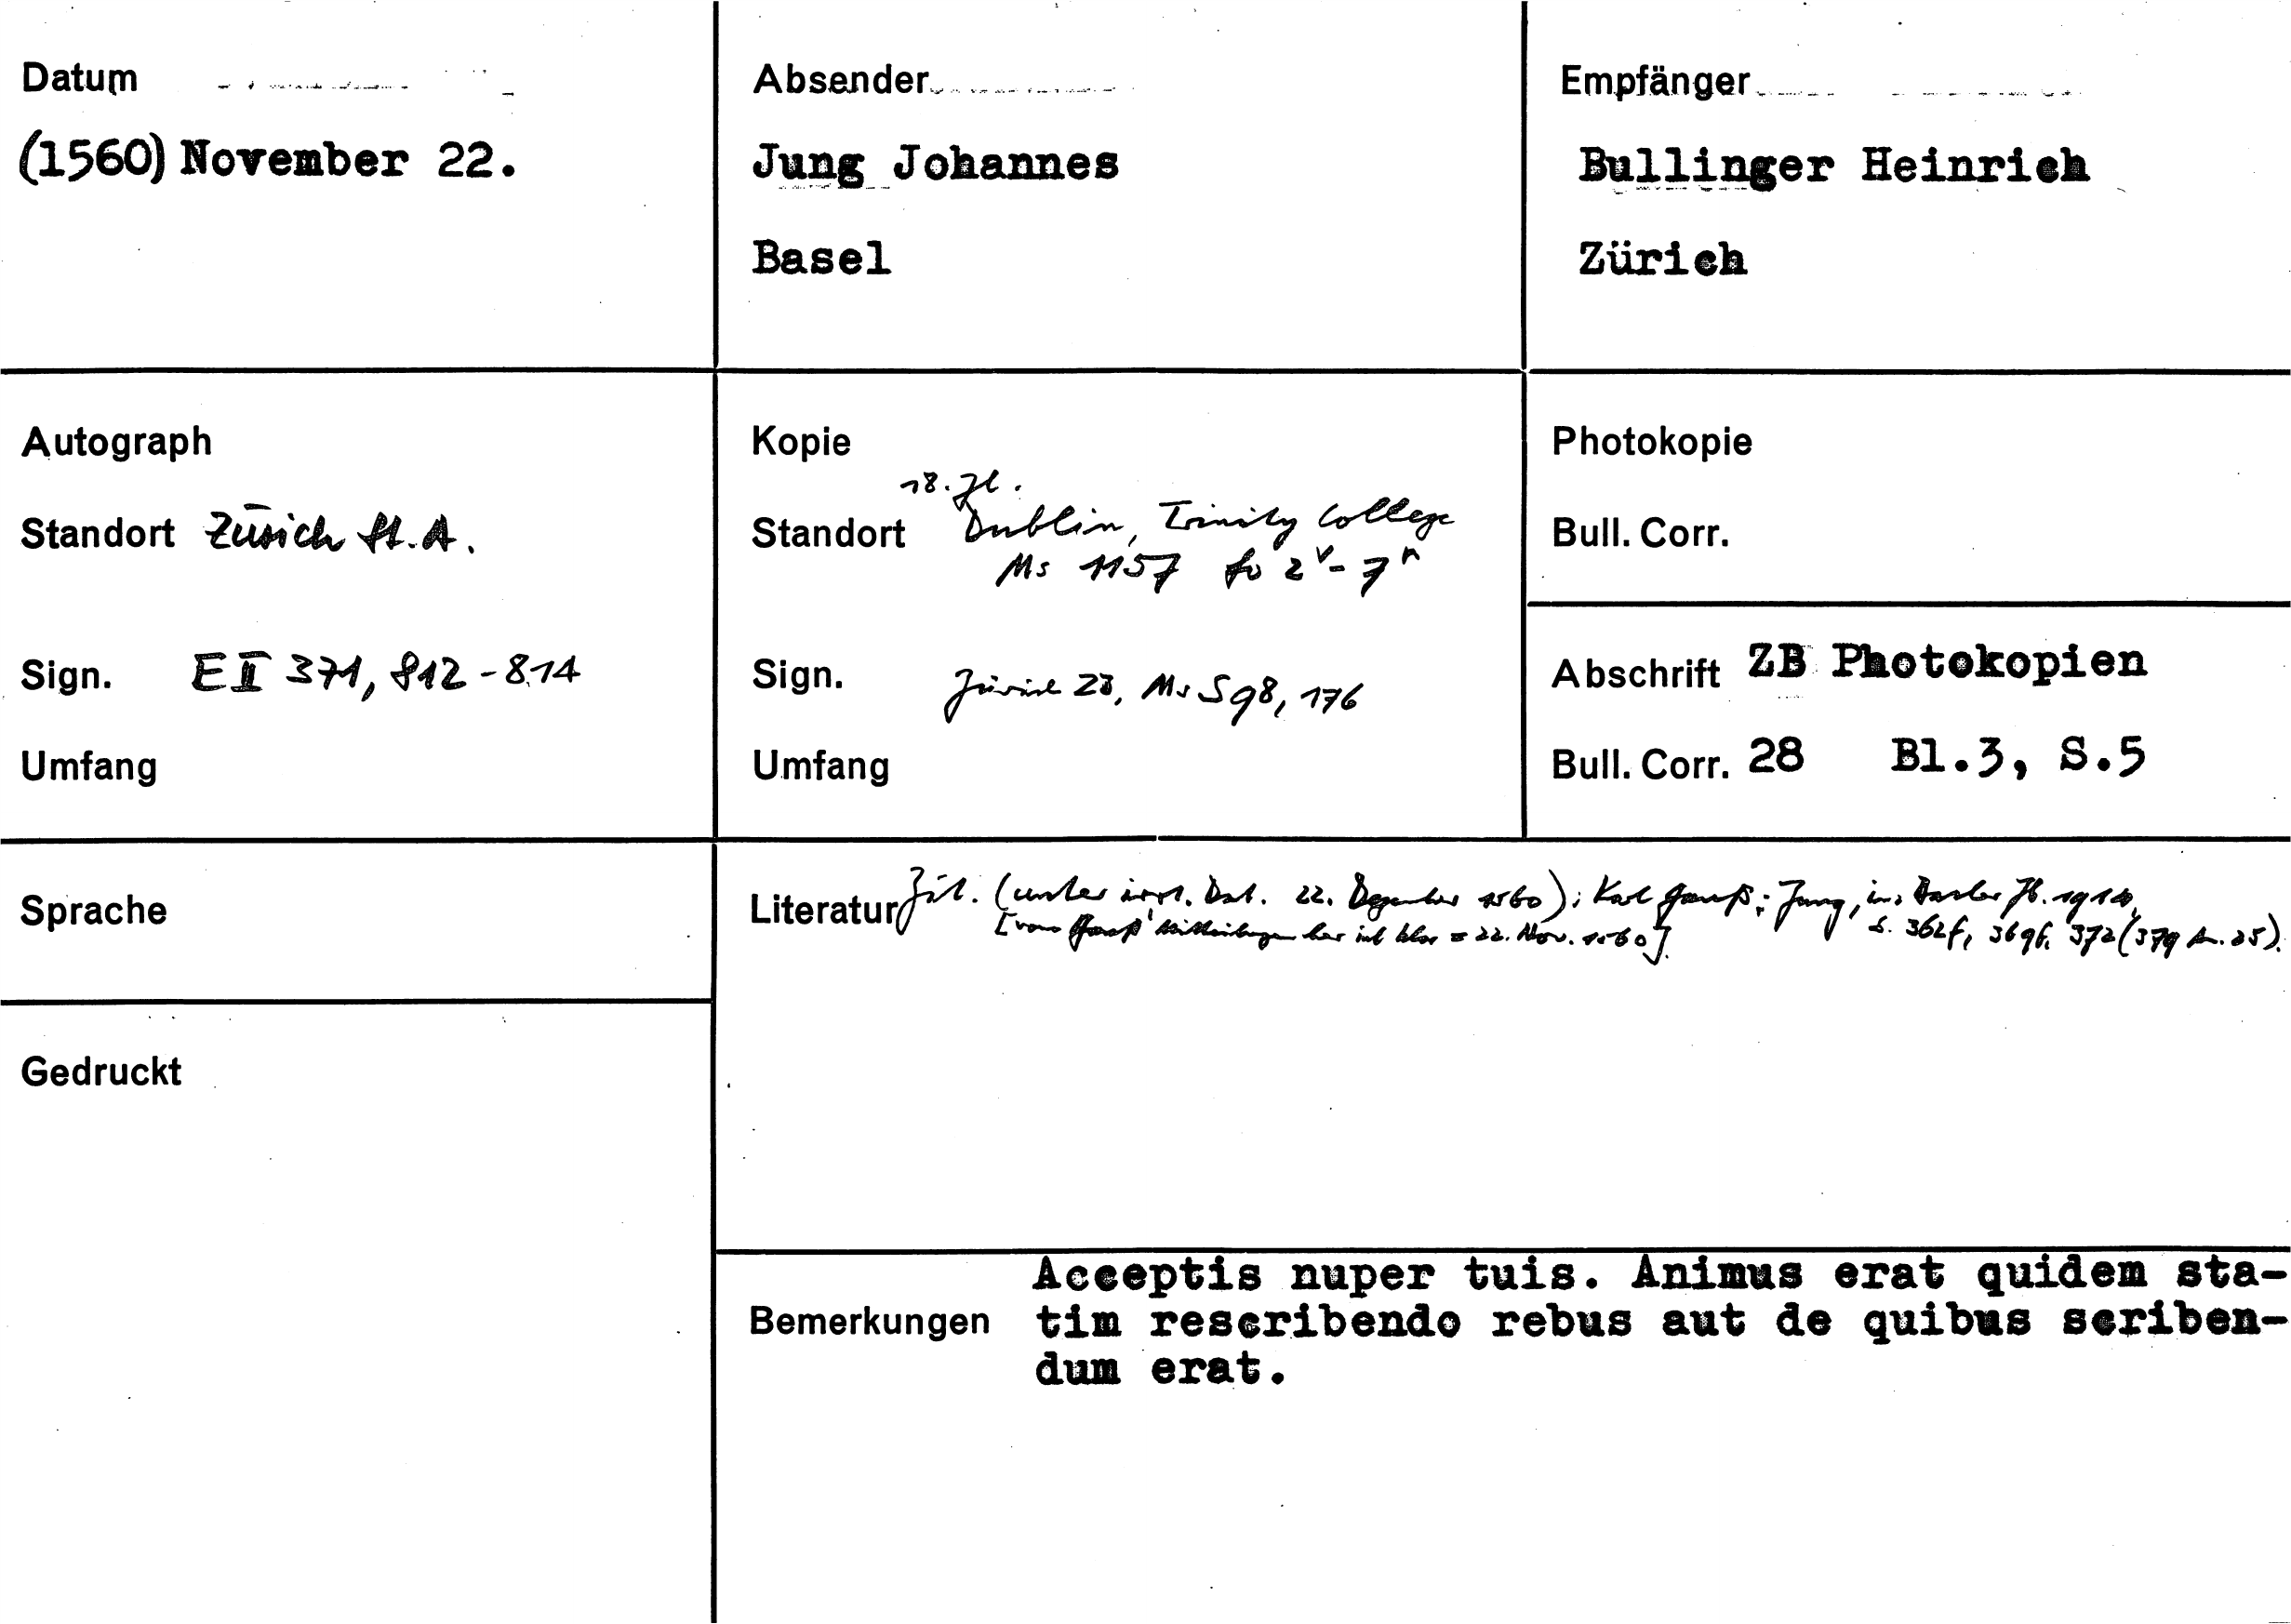 Datum
(1560) November 22.
Absender
Jung Johannes
Basel
Empfänger
Bullinger Heinrich
Zürich
Autograph
Standort Zürich St.A.
Sign. E II 371, 812-814
Umfang
Kopie
18. Jh.
Standort Dublin, Trinity College
Ms 1157 fo 2v-7r
Sign. Zürich ZB, Ms S 98, 176
Umfang
Photokopie
Bull. Corr.
Abschrift ZB Photokopien
Bull. Corr. 28 Bl.3, S.5
Sprache
Literatur Zit. (unter irrt. Dat. 22. Dezember 1560); Karl Gauß: Jung, in: Basler Jb. 1914,
[von Gauß' Mitteilungen her ist klar = 22. Nov. 1560]. S. 362f, 369f. 372 (379 A. 25).
Gedruckt
Bemerkungen
Acceptis nuper tuis. Animus erat quidem sta-
tim rescribendo rebus aut de quibus scriben-
dum erat.